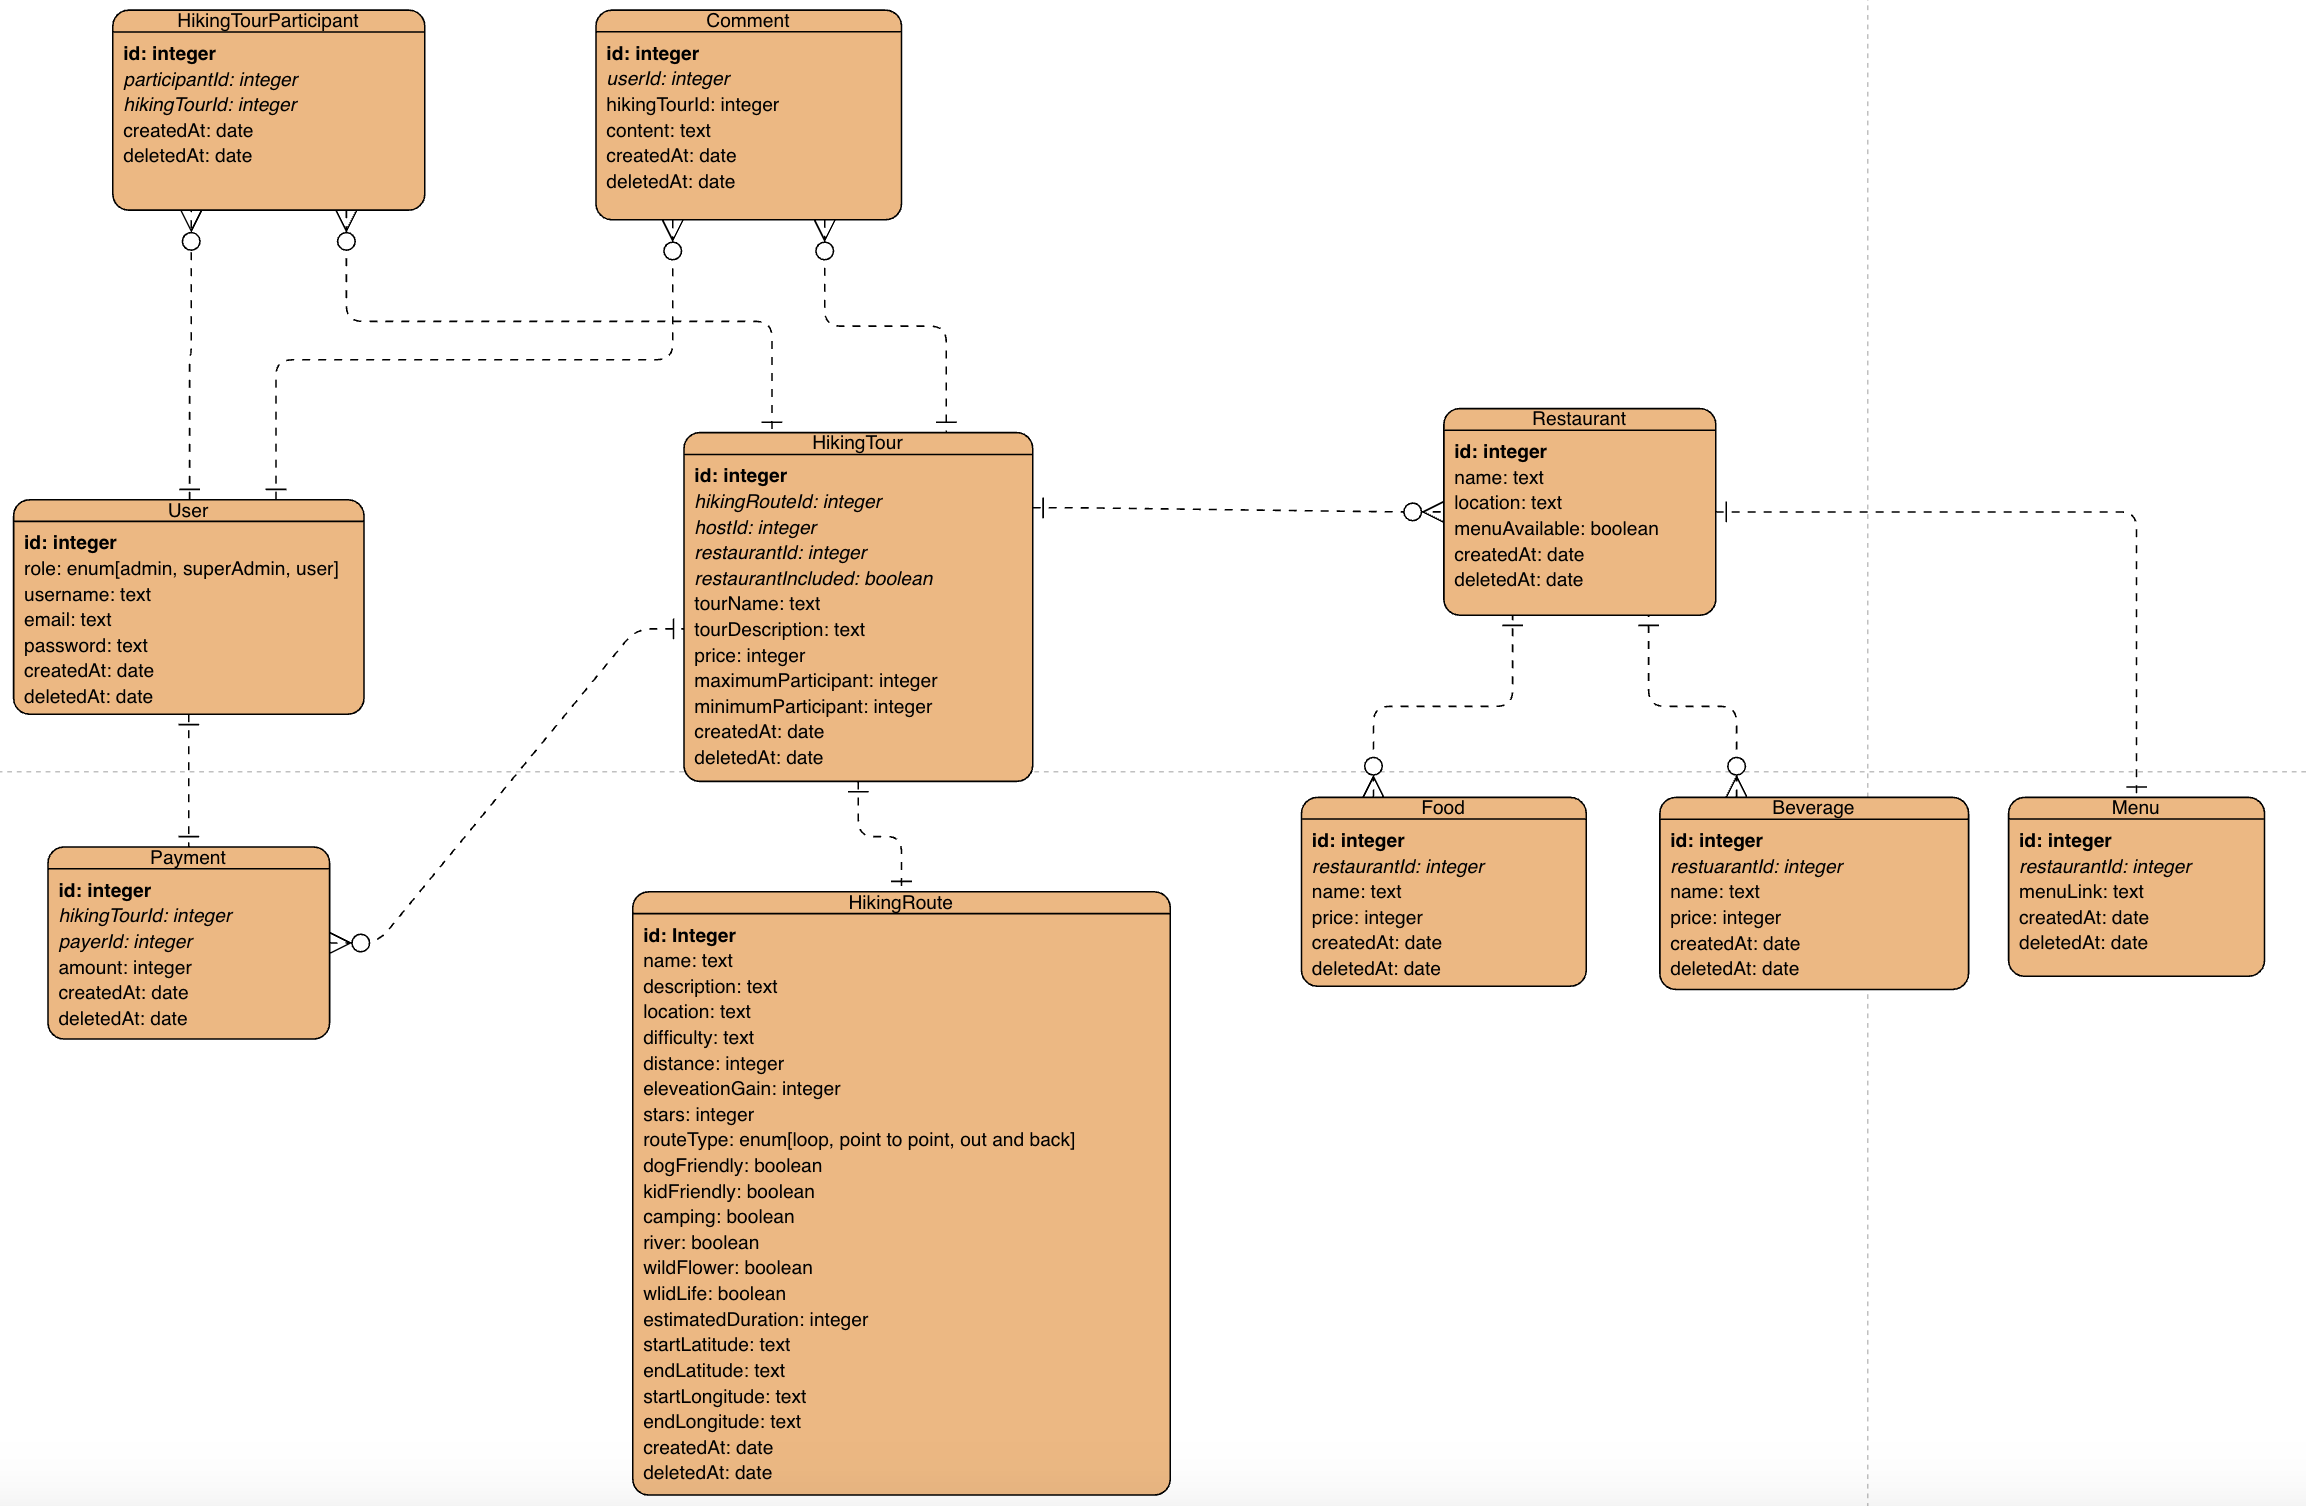 HikingTourParticipant
id: integer
participantId: integer
hikingTourId: integer
createdAt: date
deletedAt: date
Comment
id: integer
userId: integer
hikingTourId: integer
content: text
createdAt: date
deletedAt: date
User
id: integer
role: enum[admin, superAdmin, user]
username: text
email: text
password: text
createdAt: date
deletedAt: date
HikingTour
id: integer
hikingRouteId: integer
hostId: integer
restaurantId: integer
restaurantIncluded: boolean
tourName: text
tourDescription: text
price: integer
maximumParticipant: integer
minimumParticipant: integer
createdAt: date
deletedAt: date
Restaurant
id: integer
name: text
location: text
menuAvailable: boolean
createdAt: date
deletedAt: date
Payment
id: integer
hikingTourId: integer
payerId: integer
amount: integer
createdAt: date
deletedAt: date
HikingRoute
id: Integer
name: text
description: text
location: text
difficulty: text
distance: integer
eleveationGain: integer
stars: integer
routeType: enum[loop, point to point, out and back]
dogFriendly: boolean
kidFriendly: boolean
camping: boolean
river: boolean
wildFlower: boolean
wlidLife: boolean
estimatedDuration: integer
startLatitude: text
endLatitude: text
startLongitude: text
endLongitude: text
createdAt: date
deletedAt: date
Food
id: integer
restaurantId: integer
name: text
price: integer
createdAt: date
deletedAt: date
Beverage
id: integer
restuarantId: integer
name: text
price: integer
createdAt: date
deletedAt: date
Menu
id: integer
restaurantId: integer
menuLink: text
createdAt: date
deletedAt: date